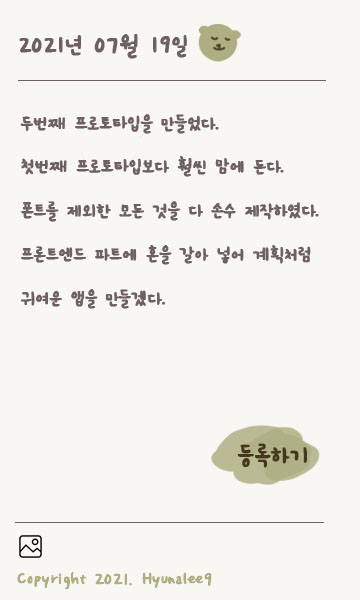 2021년 07월 19일
두번째 프로토타입을 만들었다.
첫번째 프로토타입보다 훨씬 맘에 든다.
폰트를 제외한 모든 것을 다 손수 제작하였다.
프론트엔드 파트에 혼을 갈아 넣어 계획처럼
귀여운 앱을 만들겠다.
등록하기
Copyright 2021. Hyunalee9